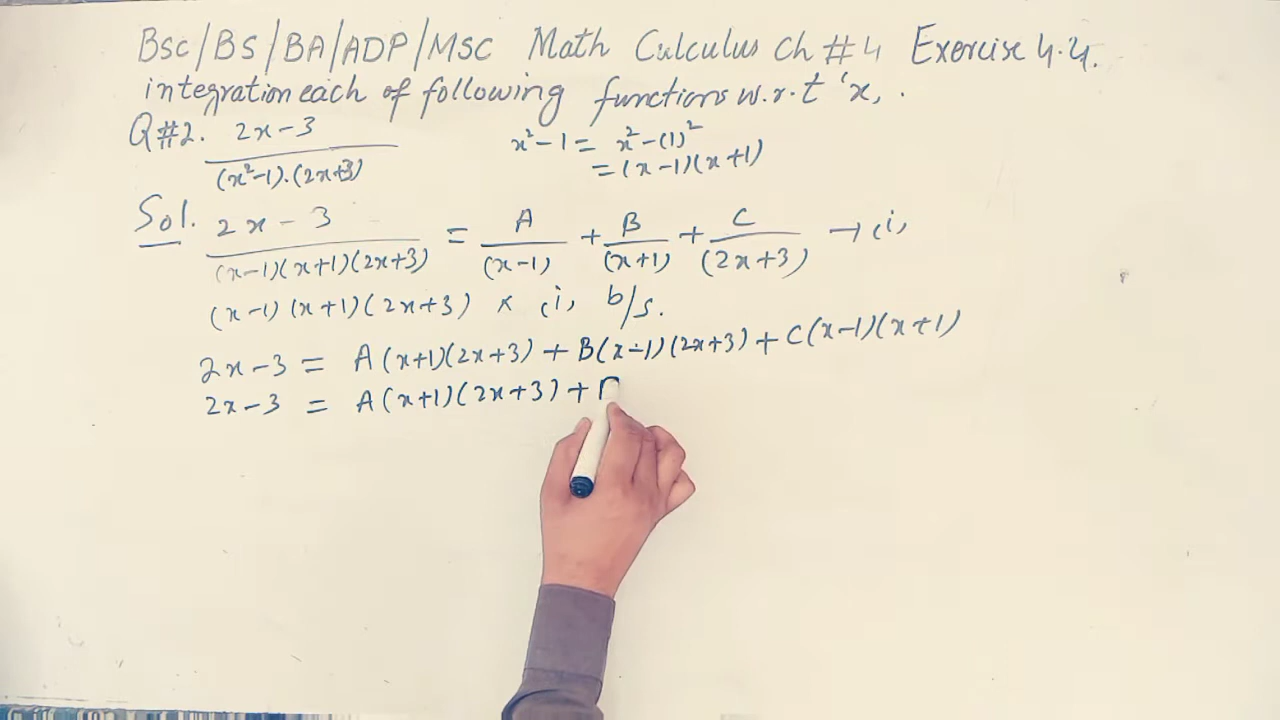 Bsc/BS/BA/ADP/MSC Math Calculus Ch #4 Exercise 4.4.
integration each of following functions w.r.t 'x,.
Q#2. 2x-3 / (x²-1).(2x+3)
x²-1 = x²-(1)²
=(x-1)(x+1)
Sol. 2x-3 / (x-1)(x+1)(2x+3) = A / (x-1) + B / (x+1) + C / (2x+3) → (i,
(x-1)(x+1)(2x+3) × (i, b/s.
2x-3 = A(x+1)(2x+3) + B(x-1)(2x+3) + C(x-1)(x+1)
2x-3 = A(x+1)(2x+3) +